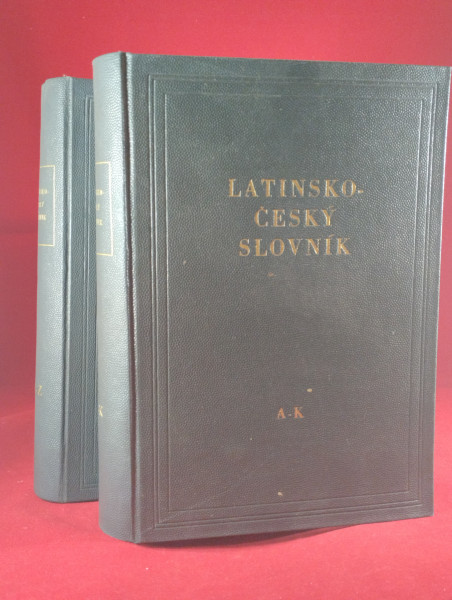 LATINSKO-
ČESKÝ
SLOVNÍK
A-K